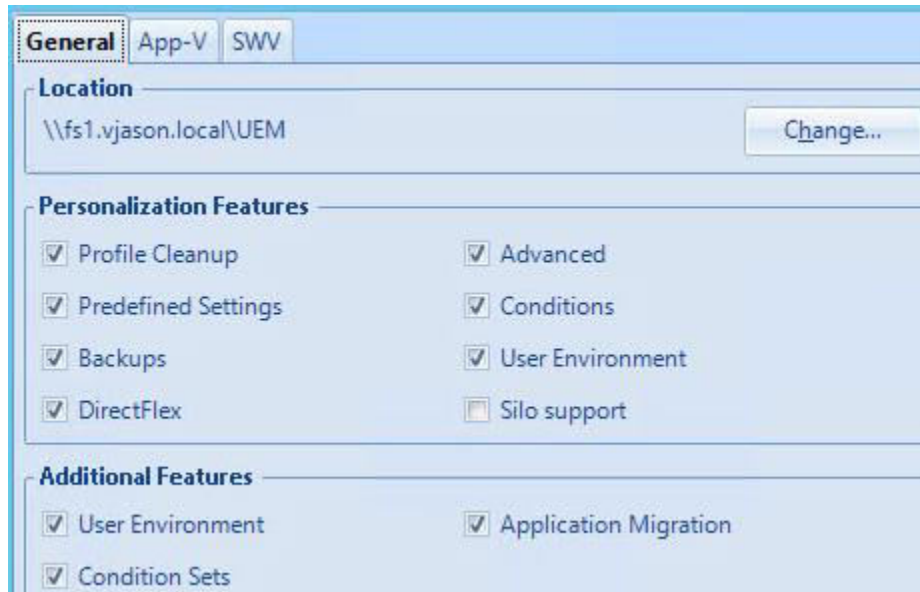 General App-V SWV
Location
\\fs1.vjason.local\UEM Change...
Personalization Features
Profile Cleanup Advanced
Predefined Settings Conditions
Backups User Environment
DirectFlex Silo support
Additional Features
User Environment Application Migration
Condition Sets